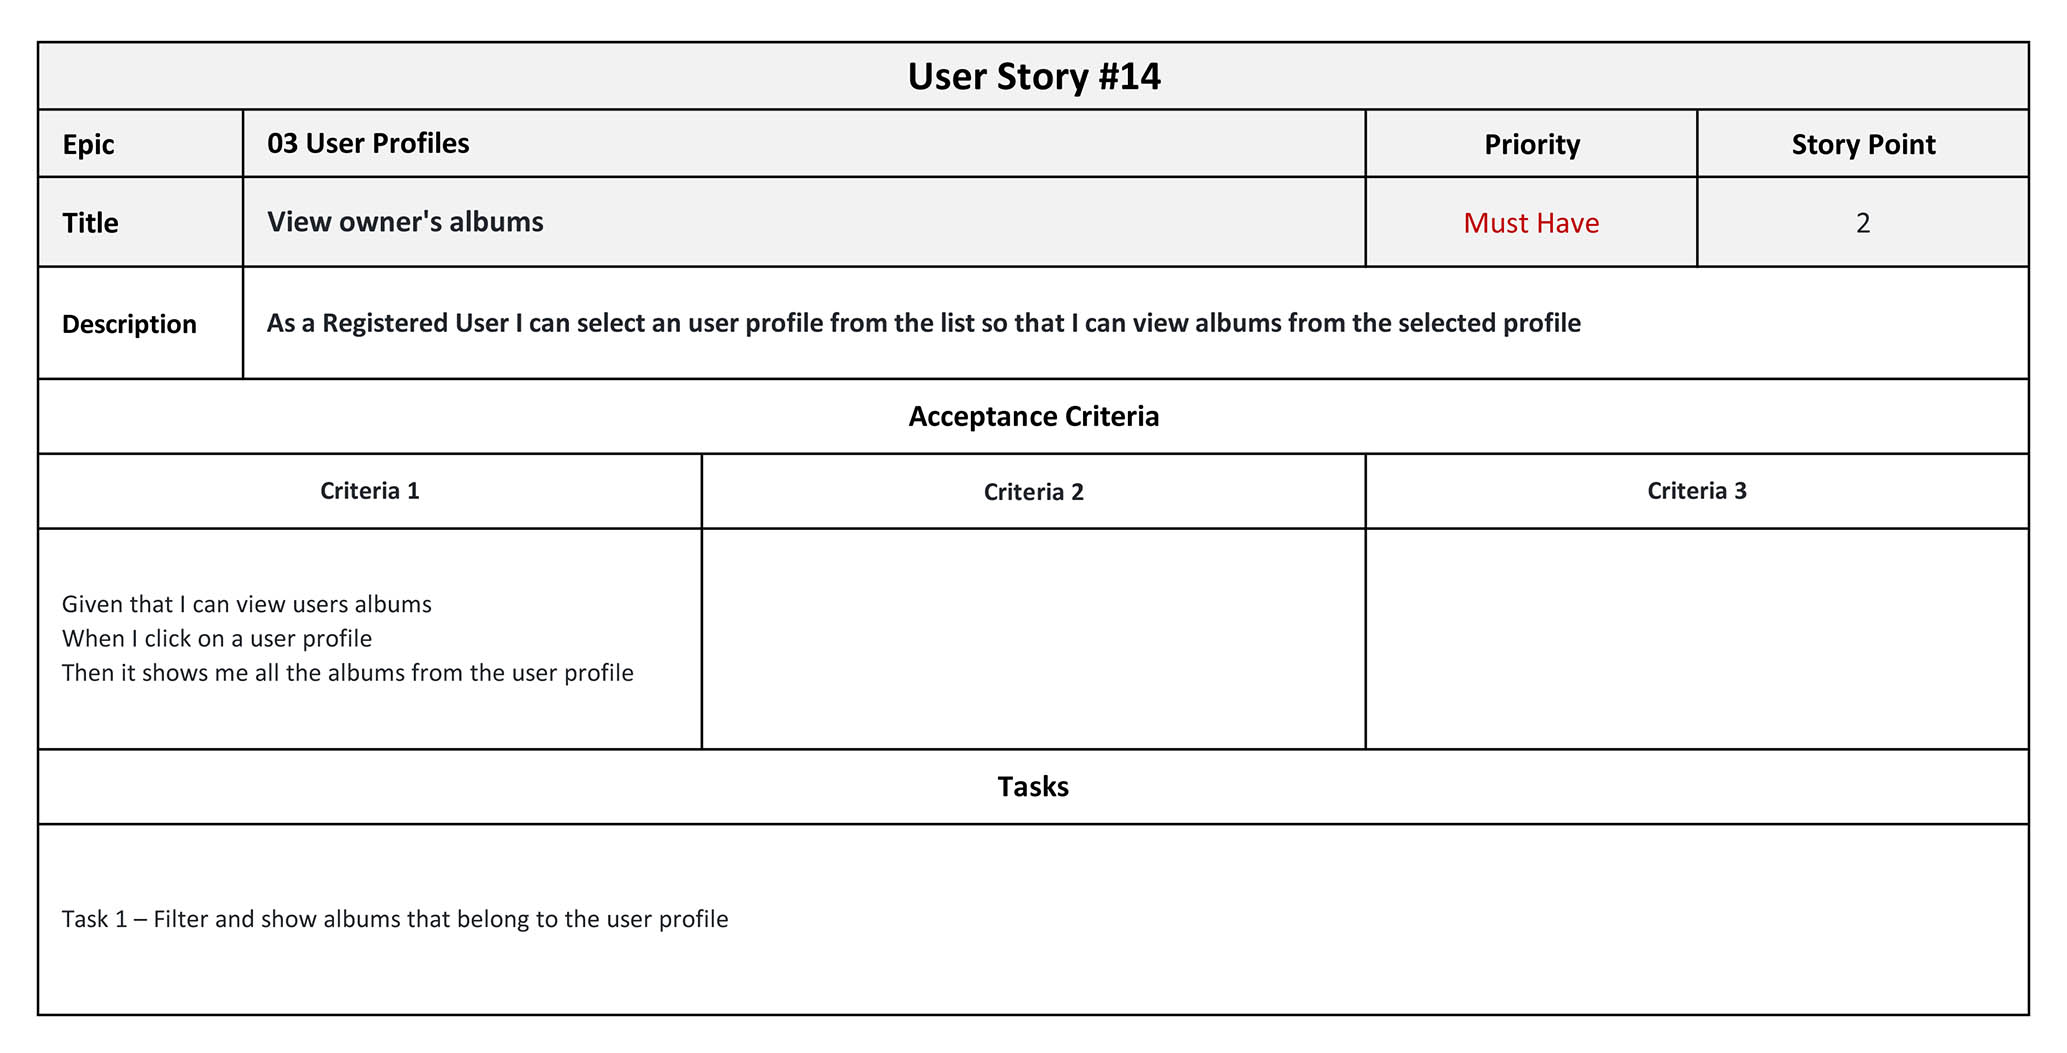 User Story #14
Epic
03 User Profiles
Priority
Story Point
Title
View owner's albums
Must Have
2
Description
As a Registered User I can select an user profile from the list so that I can view albums from the selected profile
Acceptance Criteria
Criteria 1
Criteria 2
Criteria 3
Given that I can view users albums
When I click on a user profile
Then it shows me all the albums from the user profile
Tasks
Task 1 – Filter and show albums that belong to the user profile